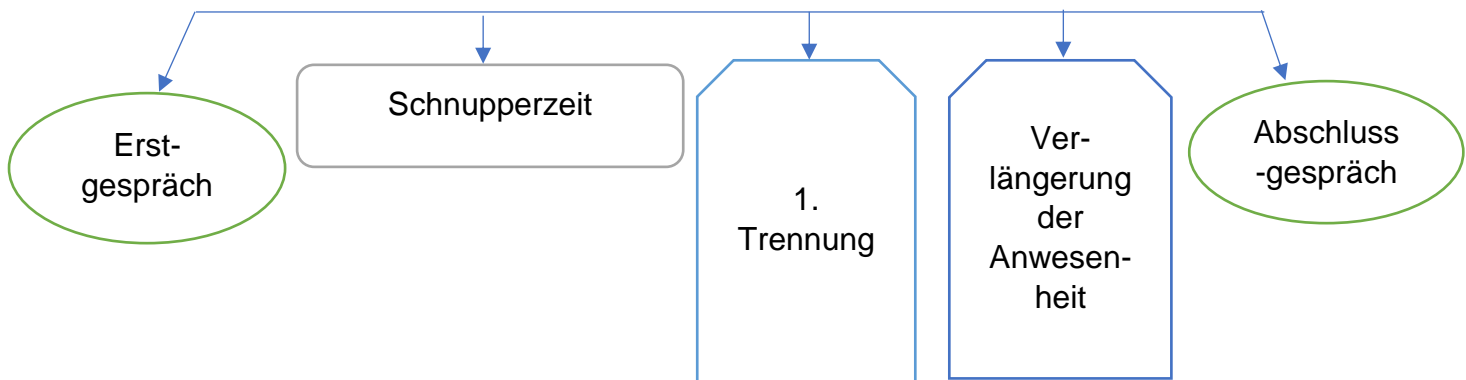 Erst-
gespräch
Schnupperzeit
1.
Trennung
Ver-
längerung
der
Anwesen-
heit
Abschluss
-gespräch